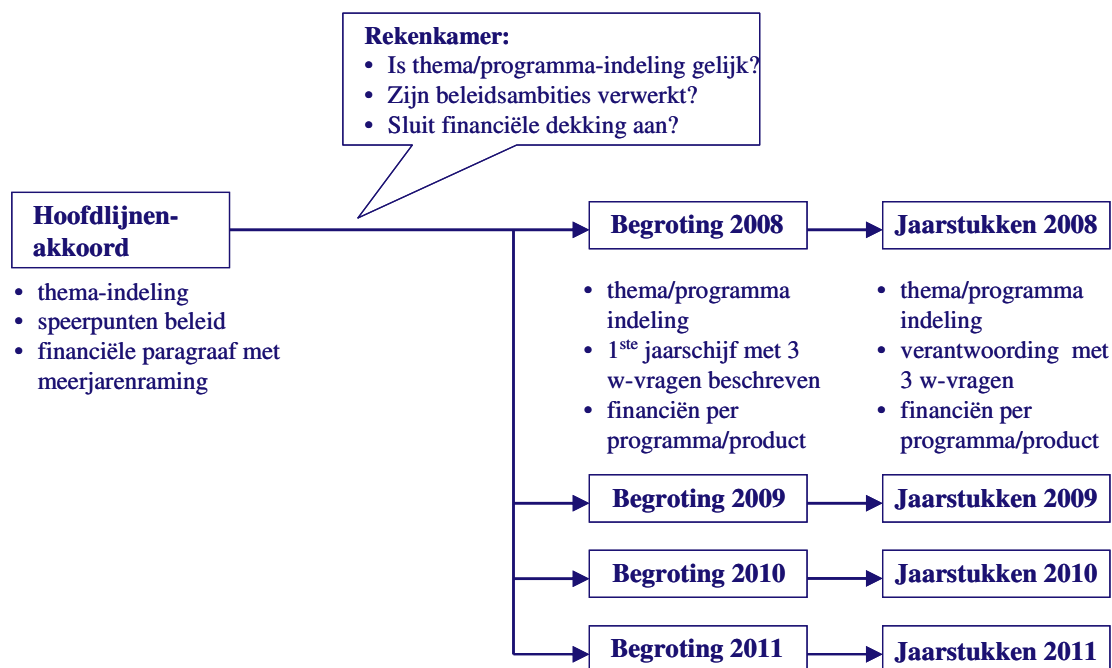 Rekenkamer:
• Is thema/programma-indeling gelijk?
• Zijn beleidsambities verwerkt?
• Sluit financiële dekking aan?
Hoofdlijnen-
akkoord
• thema-indeling
• speerpunten beleid
• financiële paragraaf met
meerjarenraming
Begroting 2008
• thema/programma
indeling
• 1ste jaarschijf met 3
w-vragen beschreven
• financiën per
programma/product
Jaarstukken 2008
• thema/programma
indeling
• verantwoording met
3 w-vragen
• financiën per
programma/product
Begroting 2009
Jaarstukken 2009
Begroting 2010
Jaarstukken 2010
Begroting 2011
Jaarstukken 2011